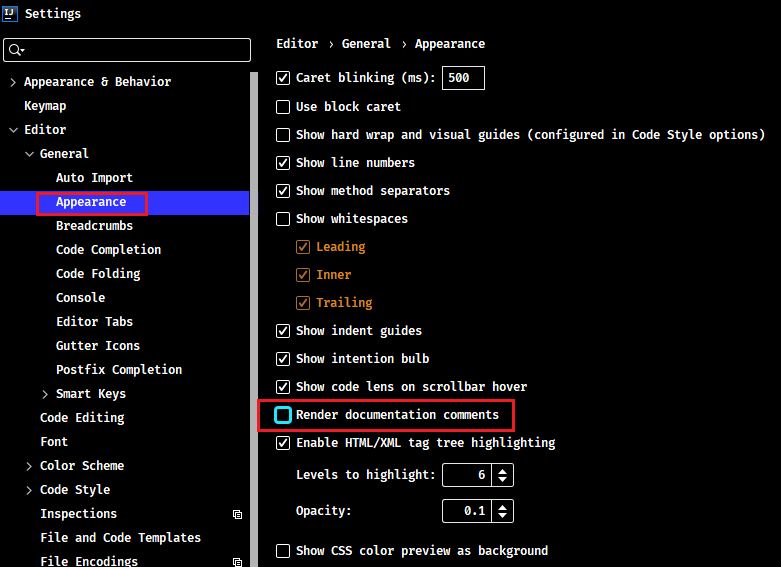 IJ Settings
Appearance & Behavior
Keymap
Editor
General
Auto Import
Appearance
Breadcrumbs
Code Completion
Code Folding
Console
Editor Tabs
Gutter Icons
Postfix Completion
Smart Keys
Code Editing
Font
Color Scheme
Code Style
Inspections
File and Code Templates
File Encodings
Editor › General › Appearance
Caret blinking (ms): 500
Use block caret
Show hard wrap and visual guides (configured in Code Style options)
Show line numbers
Show method separators
Show whitespaces
Leading
Inner
Trailing
Show indent guides
Show intention bulb
Show code lens on scrollbar hover
Render documentation comments
Enable HTML/XML tag tree highlighting
Levels to highlight: 6
Opacity: 0.1
Show CSS color preview as background